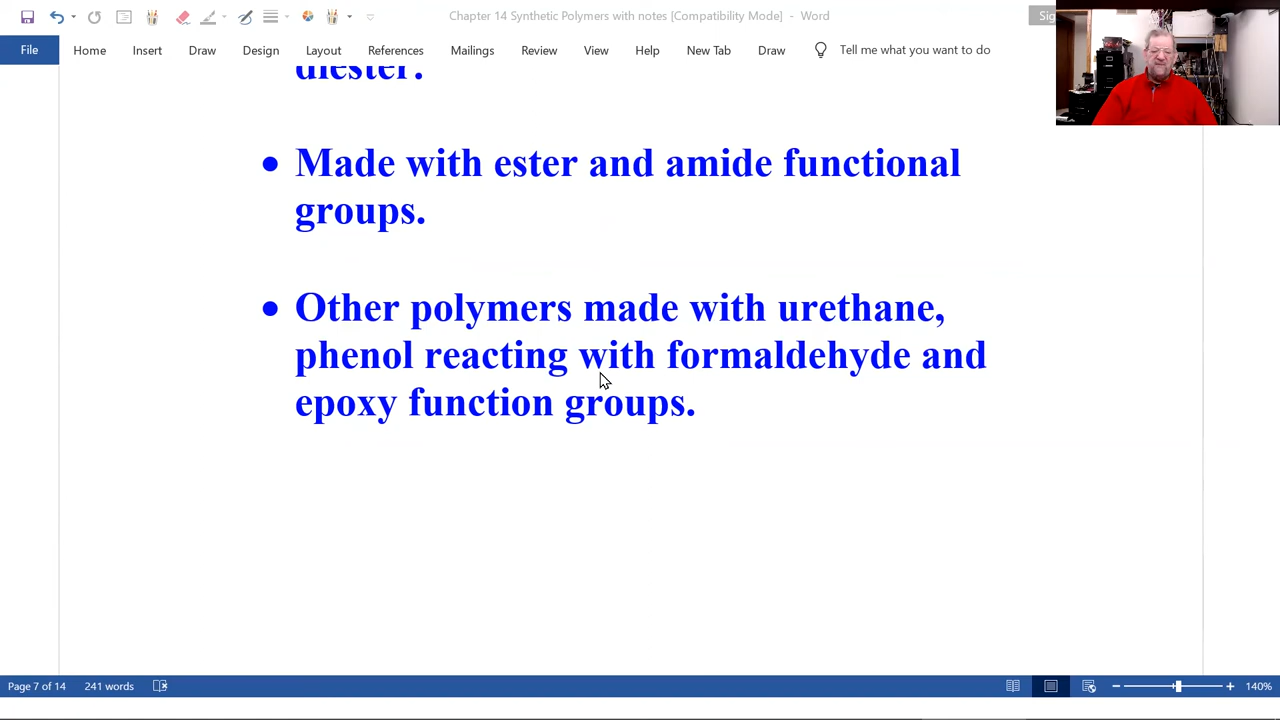 Chapter 14 Synthetic Polymers with notes [Compatibility Mode] - Word
File Home Insert Draw Design Layout References Mailings Review View Help New Tab Draw Tell me what you want to do
diester.
• Made with ester and amide functional
groups.
• Other polymers made with urethane,
phenol reacting with formaldehyde and
epoxy function groups.
Page 7 of 14 241 words 140%